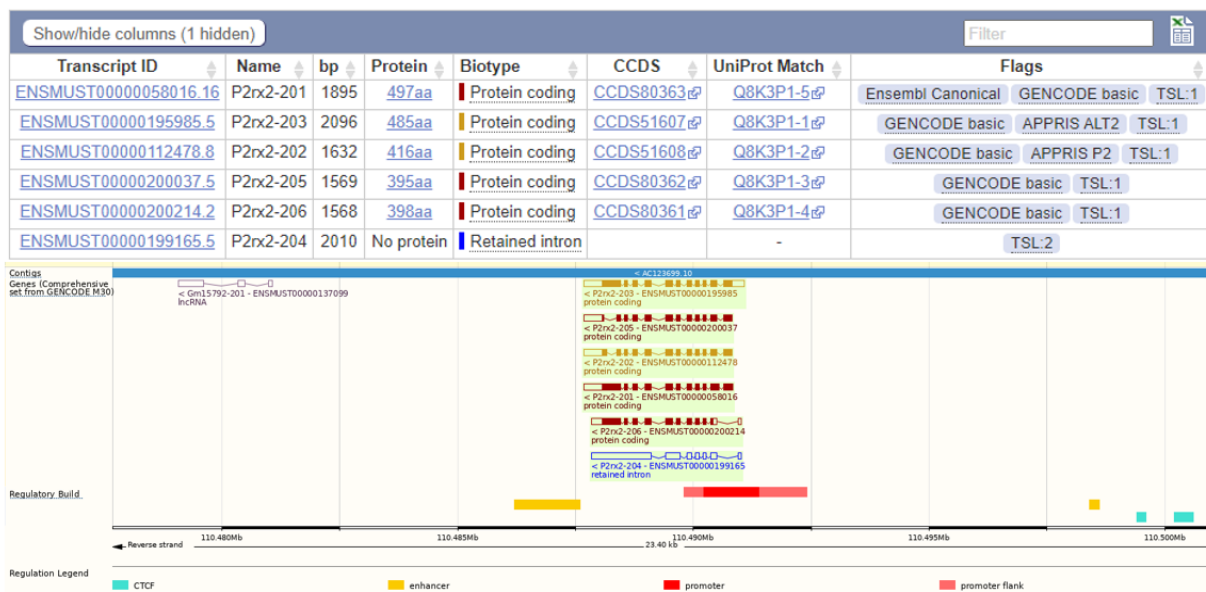 Show/hide columns (1 hidden) Filter
Transcript ID Name bp Protein Biotype CCDS UniProt Match Flags
ENSMUST00000058016.16 P2rx2-201 1895 497aa Protein coding CCDS80363 Q8K3P1-5 Ensembl Canonical GENCODE basic TSL:1
ENSMUST00000195985.5 P2rx2-203 2096 485aa Protein coding CCDS51607 Q8K3P1-1 GENCODE basic APPRIS ALT2 TSL:1
ENSMUST00000112478.8 P2rx2-202 1632 416aa Protein coding CCDS51608 Q8K3P1-2 GENCODE basic APPRIS P2 TSL:1
ENSMUST00000200037.5 P2rx2-205 1569 395aa Protein coding CCDS80362 Q8K3P1-3 GENCODE basic TSL:1
ENSMUST00000200214.2 P2rx2-206 1568 398aa Protein coding CCDS80361 Q8K3P1-4 GENCODE basic TSL:1
ENSMUST00000199165.5 P2rx2-204 2010 No protein Retained intron - TSL:2
Contigs < AC123699.10
Genes (Comprehensive
set from GENCODE M30)
< Gm15792-201 - ENSMUST00000137099
lncRNA
< P2rx2-203 - ENSMUST00000195985
protein coding
< P2rx2-205 - ENSMUST00000200037
protein coding
< P2rx2-202 - ENSMUST00000112478
protein coding
< P2rx2-201 - ENSMUST00000058016
protein coding
< P2rx2-206 - ENSMUST00000200214
protein coding
< P2rx2-204 - ENSMUST00000199165
retained intron
Regulatory Build
110.480Mb 110.485Mb 110.490Mb 110.495Mb 110.500Mb
Reverse strand 23.40 kb
Regulation Legend
CTCF enhancer promoter promoter flank